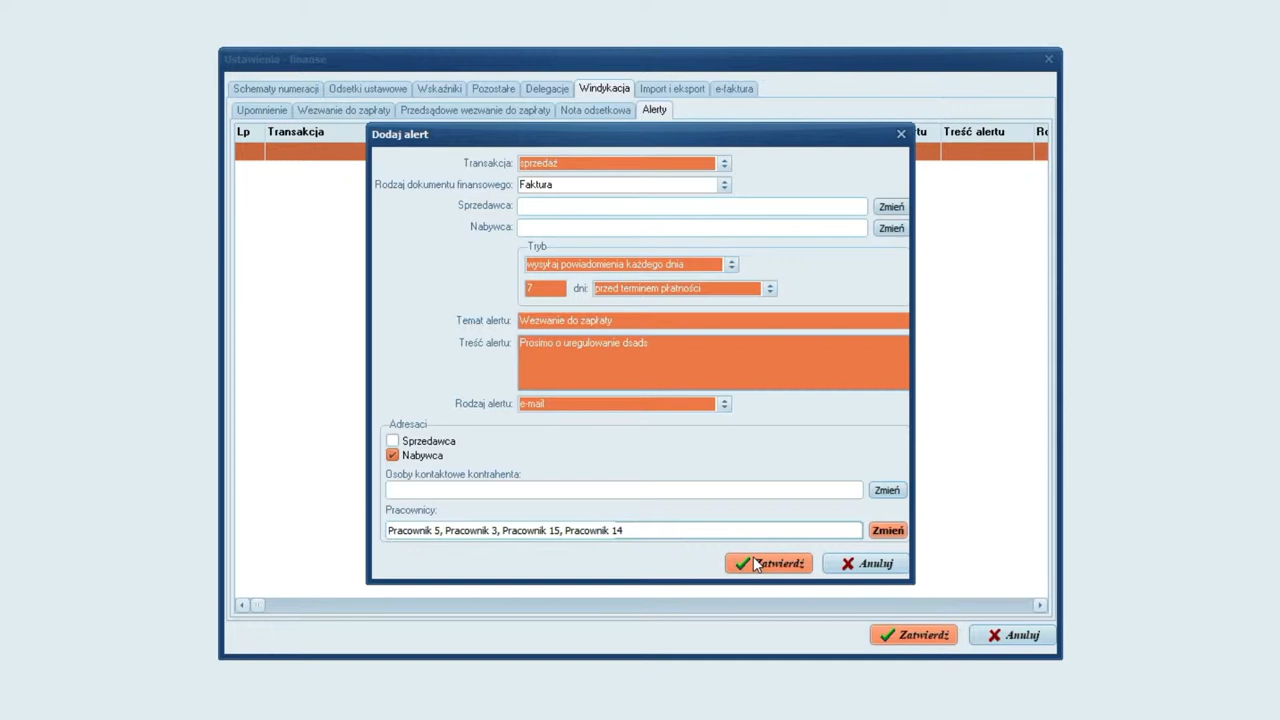 Ustawienia - finanse
Schematy numeracji Odsetki ustawowe Wskaźniki Pozostałe Delegacje Windykacja Import i eksport e-faktura
Upomnienie Wezwanie do zapłaty Przedsądowe wezwanie do zapłaty Nota odsetkowa Alerty
Lp Transakcja Treść alertu
Dodaj alert
Transakcja: sprzedaż
Rodzaj dokumentu finansowego: Faktura
Sprzedawca: Zmień
Nabywca: Zmień
Tryb
wysyłaj powiadomienia każdego dnia
7 dni: przed terminem płatności
Temat alertu: Wezwanie do zapłaty
Treść alertu: Prosimo o uregulowanie dsads
Rodzaj alertu: e-mail
Adresaci
Sprzedawca
Nabywca
Osoby kontaktowe kontrahenta:
Zmień
Pracownicy:
Pracownik 5, Pracownik 3, Pracownik 15, Pracownik 14 Zmień
Zatwierdź Anuluj
Zatwierdź Anuluj